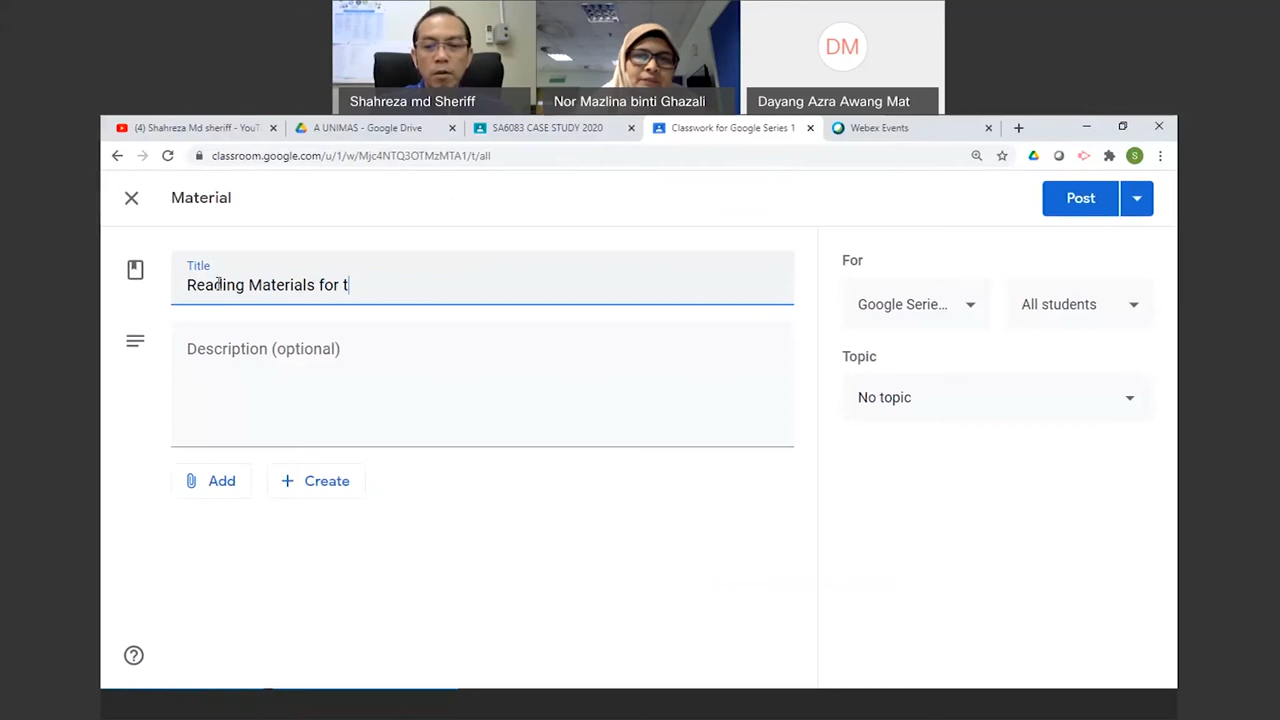 DM
Shahreza md Sheriff
Nor Mazlina binti Ghazali
Dayang Azra Awang Mat
(4) Shahreza Md sheriff - YouT
A UNIMAS - Google Drive
SA6083 CASE STUDY 2020
Classwork for Google Series 1
Webex Events
classroom.google.com/u/1/w/Mjc4NTQ3OTMzMTA1/t/all
S
Material
Post
Title
Reading Materials for t
Description (optional)
Add
Create
For
Google Serie...
All students
Topic
No topic